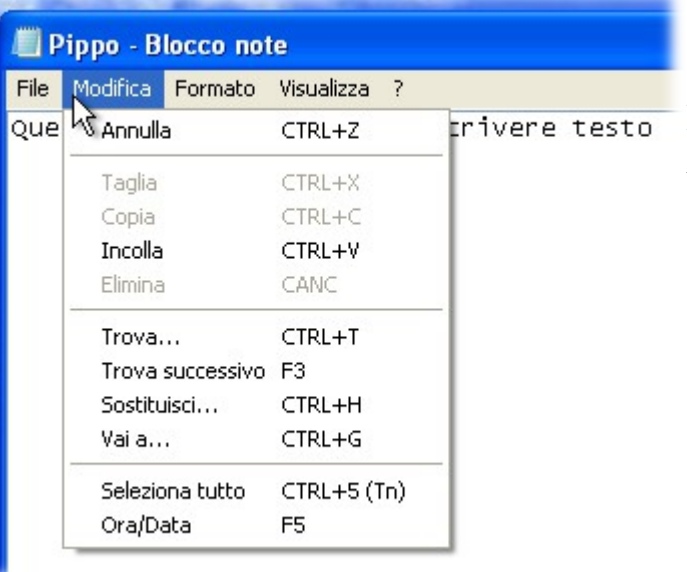 Pippo - Blocco note
File Modifica Formato Visualizza ?
Que crivere testo
Annulla CTRL+Z
Taglia CTRL+X
Copia CTRL+C
Incolla CTRL+V
Elimina CANC
Trova... CTRL+T
Trova successivo F3
Sostituisci... CTRL+H
Vai a... CTRL+G
Seleziona tutto CTRL+5 (Tn)
Ora/Data F5